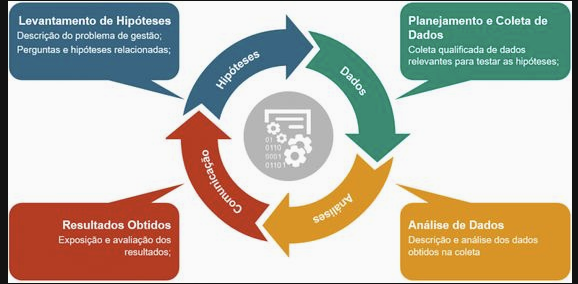 Levantamento de Hipóteses
Descrição do problema de gestão;
Perguntas e hipóteses relacionadas;
Planejamento e Coleta de
Dados
Coleta qualificada de dados
relevantes para testar as hipóteses;
Hipóteses
Dados
01
0110
0001
01101
Comunicação
Análises
Resultados Obtidos
Exposição e avaliação dos
resultados;
Análise de Dados
Descrição e análise dos dados
obtidos na coleta